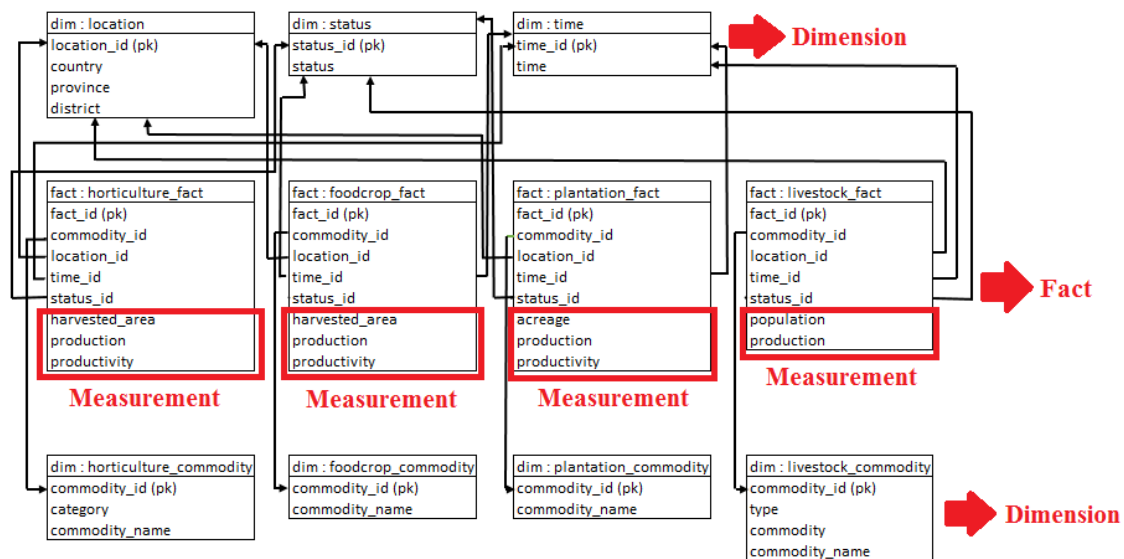 dim : location
location_id (pk)
country
province
district
dim : status
status_id (pk)
status
dim : time
time_id (pk)
time
Dimension
fact : horticulture_fact
fact_id (pk)
commodity_id
location_id
time_id
status_id
harvested_area
production
productivity
Measurement
fact : foodcrop_fact
fact_id (pk)
commodity_id
location_id
time_id
status_id
harvested_area
production
productivity
Measurement
fact : plantation_fact
fact_id (pk)
commodity_id
location_id
time_id
status_id
acreage
production
productivity
Measurement
fact : livestock_fact
fact_id (pk)
commodity_id
location_id
time_id
status_id
population
production
Measurement
Fact
dim : horticulture_commodity
commodity_id (pk)
category
commodity_name
dim : foodcrop_commodity
commodity_id (pk)
commodity_name
dim : plantation_commodity
commodity_id (pk)
commodity_name
dim : livestock_commodity
commodity_id (pk)
type
commodity
commodity_name
Dimension